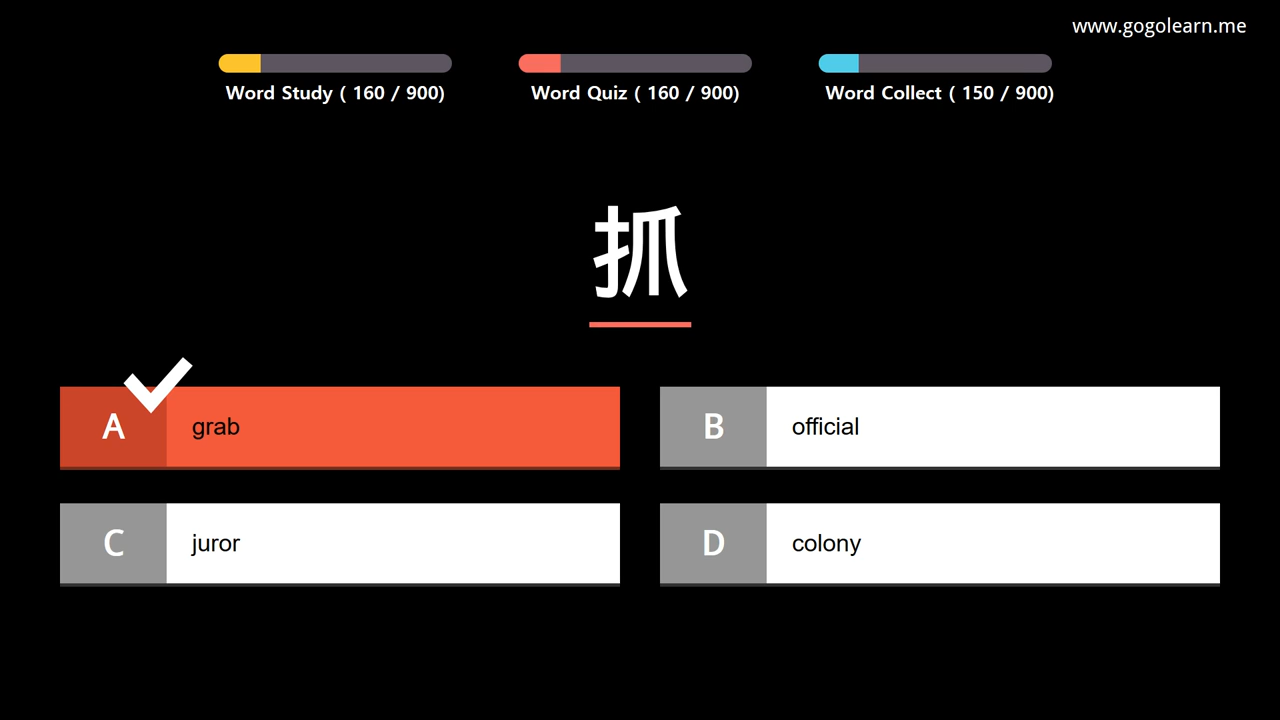 www.gogolearn.me
Word Study ( 160 / 900)
Word Quiz ( 160 / 900)
Word Collect ( 150 / 900)
抓
A grab
B official
C juror
D colony